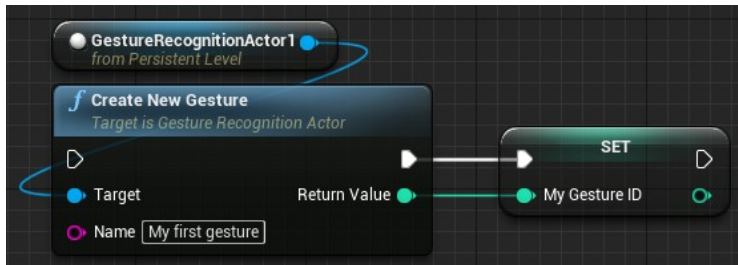 GestureRecognitionActor1
from Persistent Level
f Create New Gesture
Target is Gesture Recognition Actor
SET
Target Return Value My Gesture ID
Name My first gesture